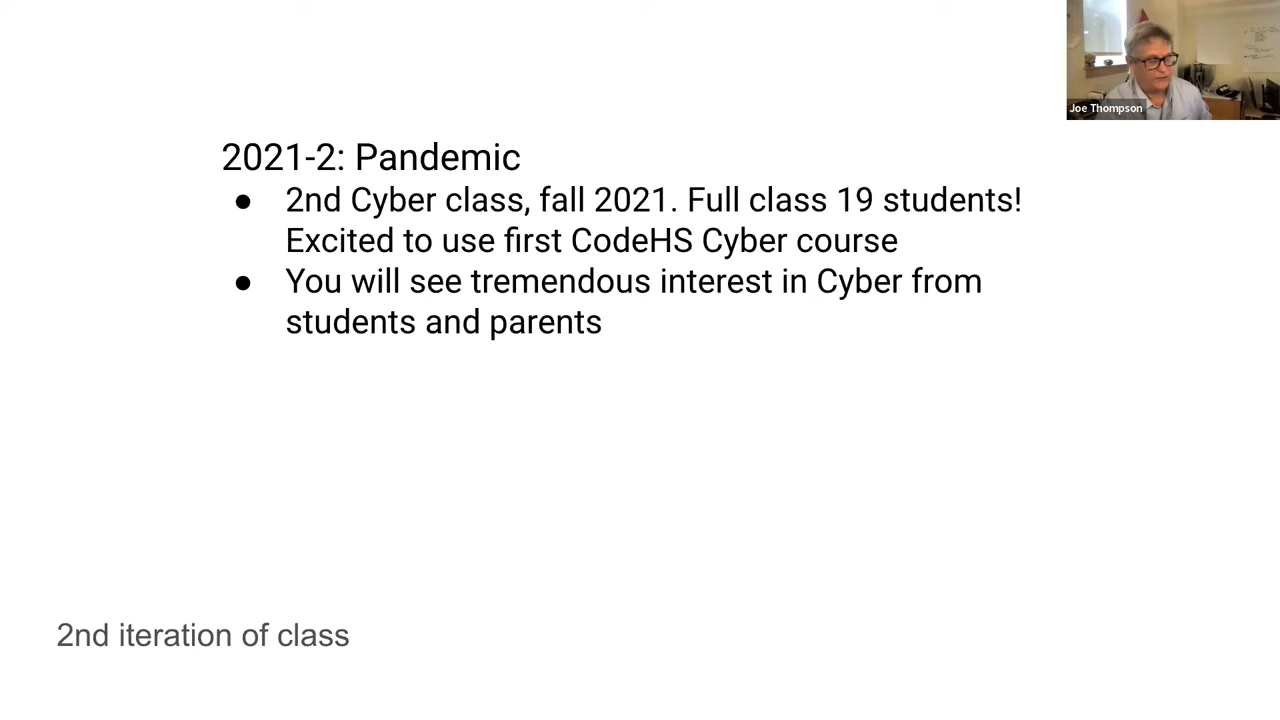 Joe Thompson
2021-2: Pandemic
● 2nd Cyber class, fall 2021. Full class 19 students!
Excited to use first CodeHS Cyber course
● You will see tremendous interest in Cyber from
students and parents
2nd iteration of class